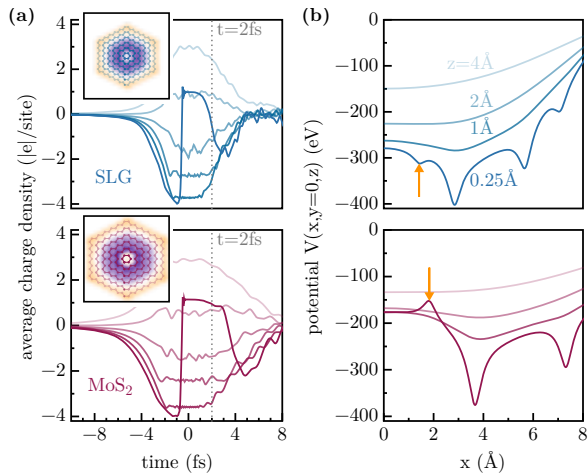 (a)
(b)
average charge density (|e|/site)
4
2
0
−2
−4
t=2fs
SLG
4
2
0
−2
−4
t=2fs
MoS2
−8
−4
0
4
8
time (fs)
potential V(x,y=0,z) (eV)
0
−100
−200
−300
−400
z=4Å
2Å
1Å
0.25Å
0
−100
−200
−300
−400
0
2
4
6
8
x (Å)